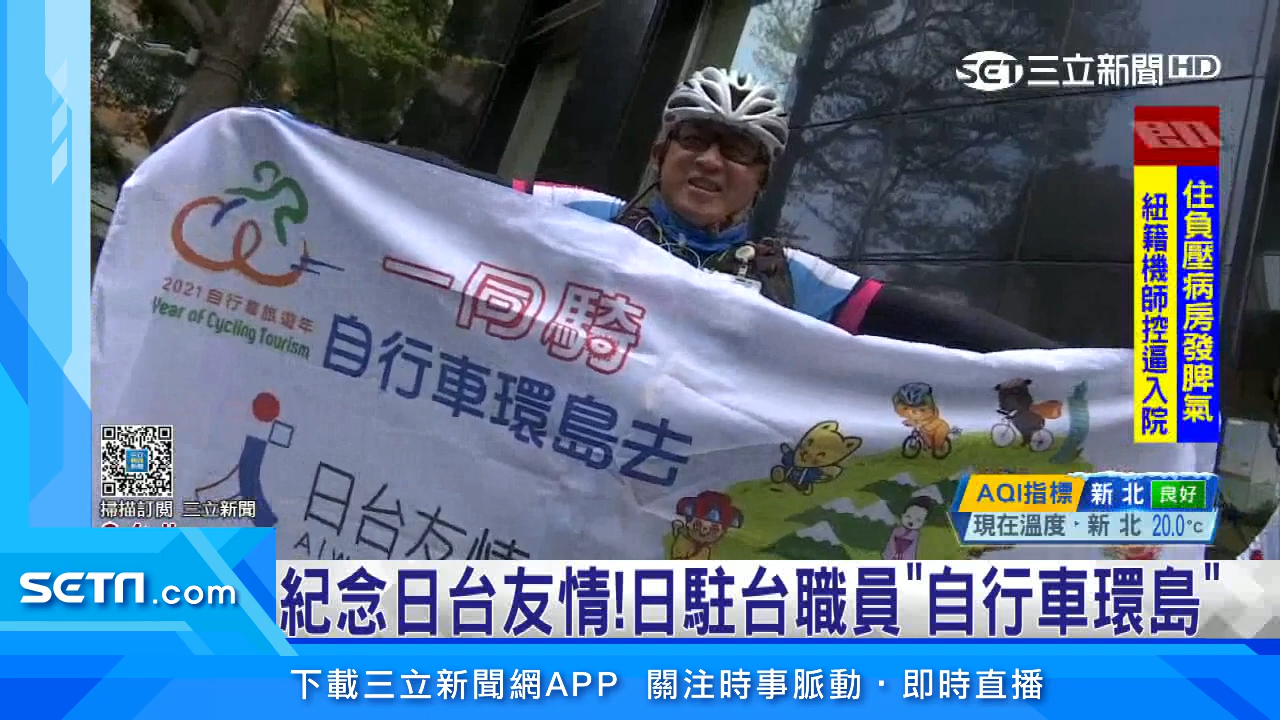 SET三立新聞HD
住負壓病房發脾氣
紐籍機師控逼入院
2021自行車旅遊年
Year of Cycling Tourism
一同騎
自行車環島去
日台友情
掃描訂閱 三立新聞
AQI指標 新北 良好
現在溫度·新北 20.0℃
SETN.com
紀念日台友情!日駐台職員"自行車環島"
下載三立新聞網APP 關注時事脈動·即時直播